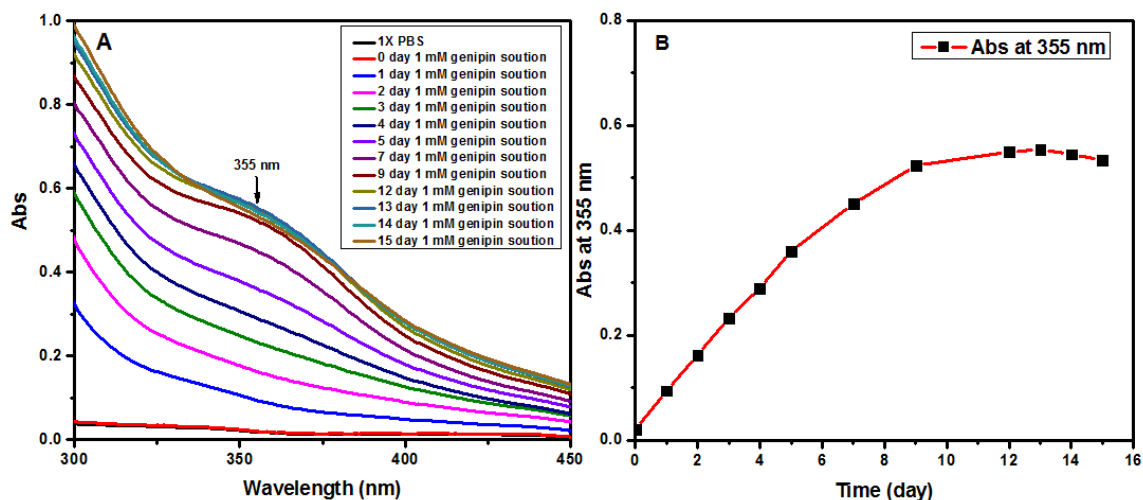 A
1X PBS
0 day 1 mM genipin soution
1 day 1 mM genipin soution
2 day 1 mM genipin soution
3 day 1 mM genipin soution
4 day 1 mM genipin soution
5 day 1 mM genipin soution
7 day 1 mM genipin soution
9 day 1 mM genipin soution
12 day 1 mM genipin soution
13 day 1 mM genipin soution
14 day 1 mM genipin soution
15 day 1 mM genipin soution
355 nm
Abs
1.0
0.8
0.6
0.4
0.2
0.0
300
350
400
450
Wavelength (nm)
B
Abs at 355 nm
Abs at 355 nm
0.8
0.6
0.4
0.2
0.0
0
2
4
6
8
10
12
14
16
Time (day)